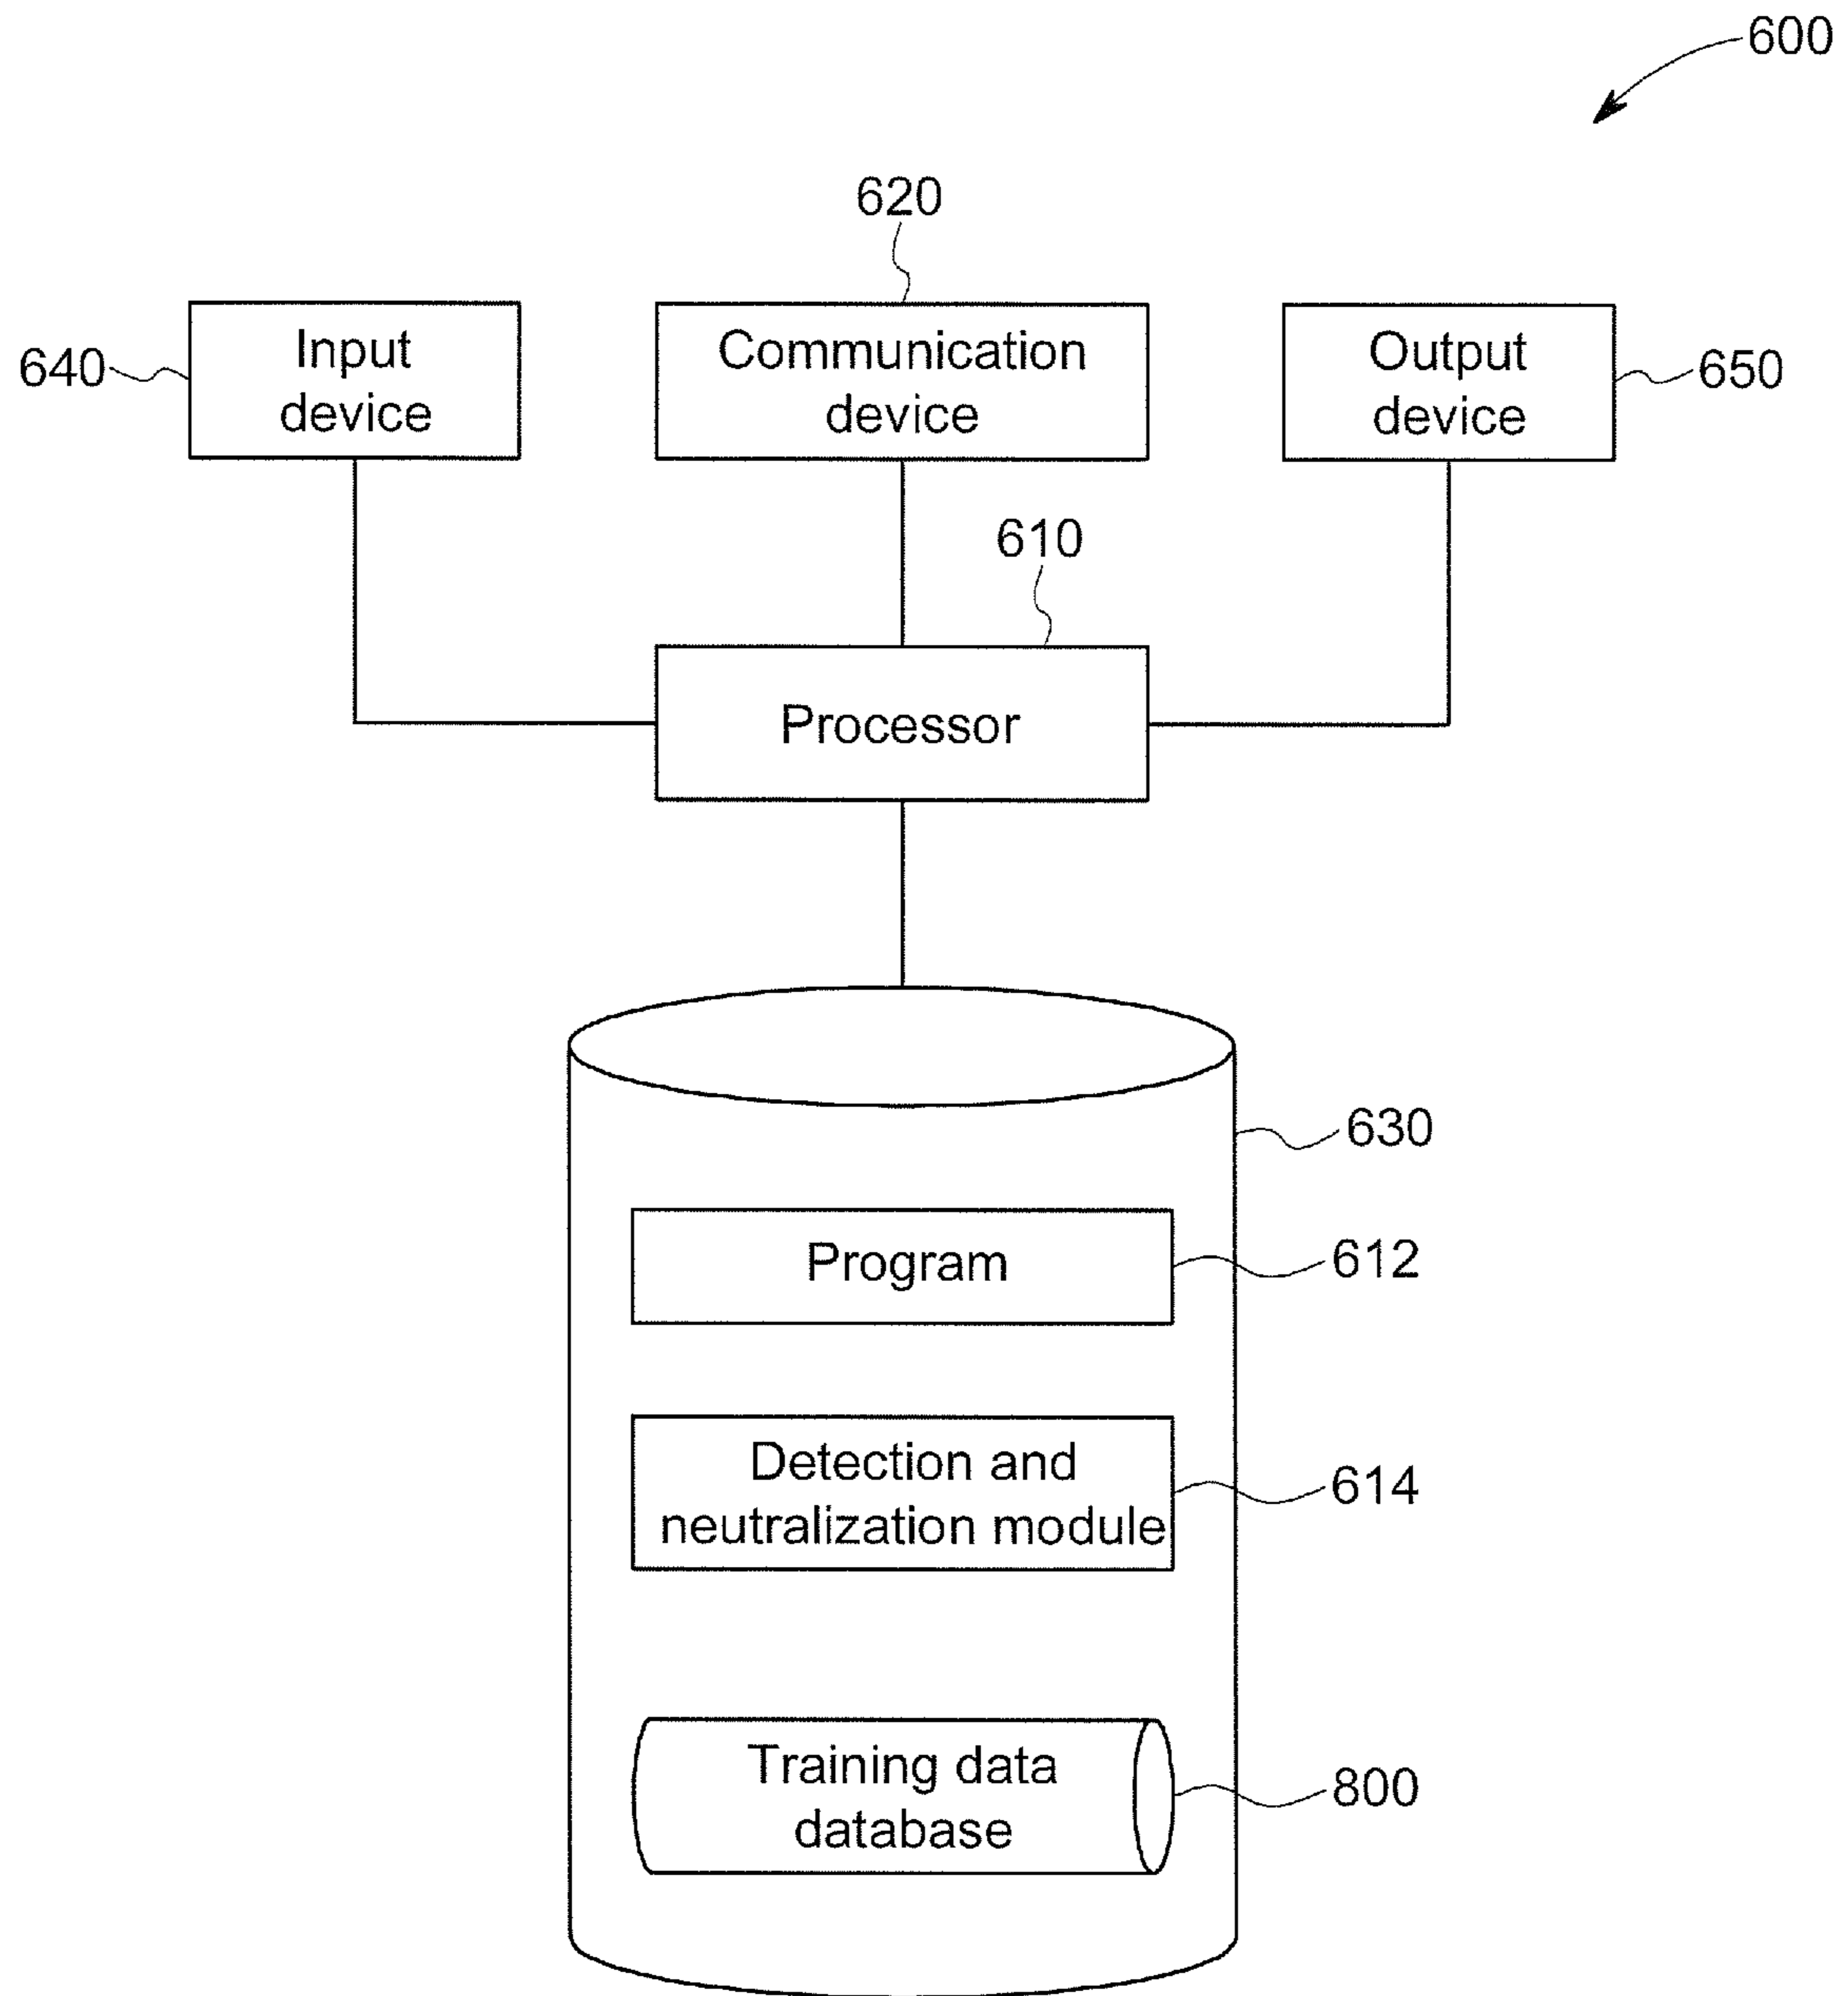 600
620
Input
device
640
Communication
device
Output
device
650
610
Processor
630
Program
612
Detection and
neutralization module
614
Training data
database
800